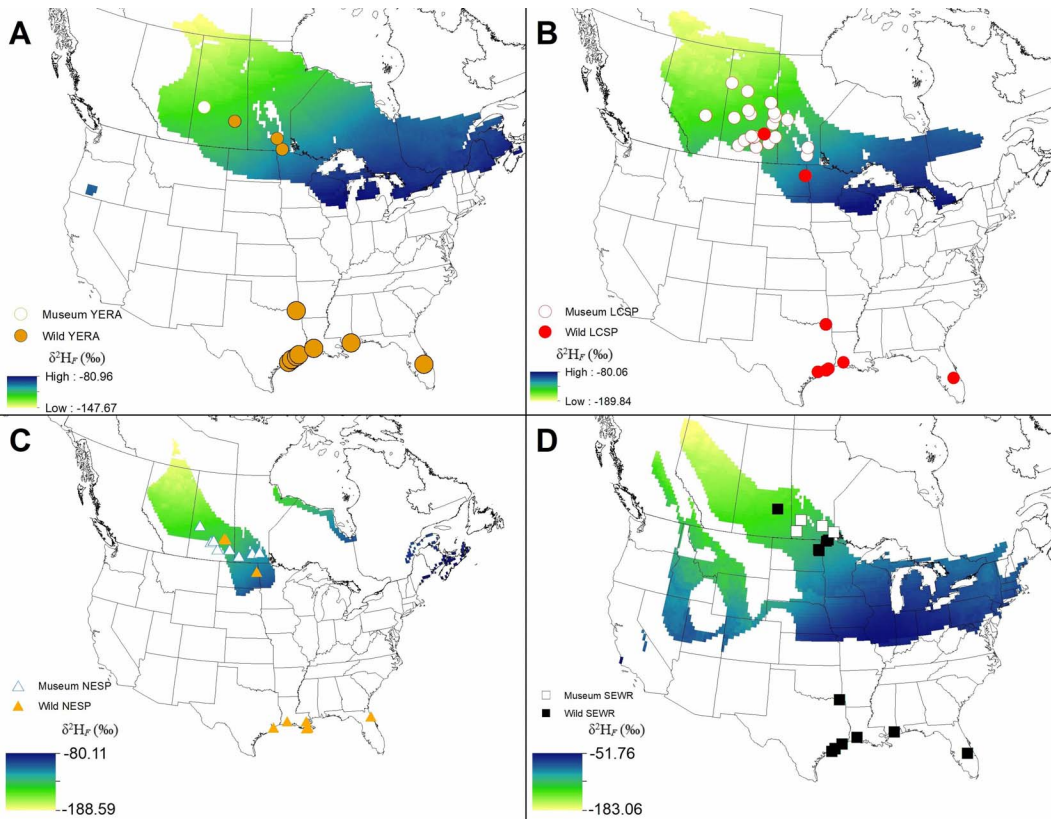 A
Museum YERA
Wild YERA
δ²H_F (‰)
High : -80.96
Low : -147.67
B
Museum LCSP
Wild LCSP
δ²H_F (‰)
High : -80.06
Low : -189.84
C
Museum NESP
Wild NESP
δ²H_F (‰)
-80.11
-188.59
D
Museum SEWR
Wild SEWR
δ²H_F (‰)
-51.76
-183.06